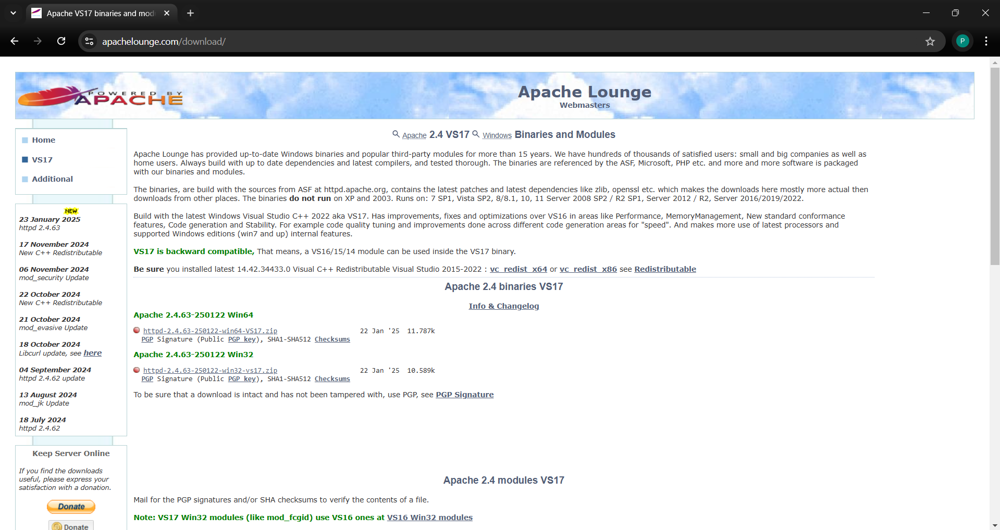 Apache VS17 binaries and mod
apachelounge.com/download/
P
POWERED BY
APACHE
Apache Lounge
Webmasters
Home
VS17
Additional
NEW
23 January 2025
httpd 2.4.63
17 November 2024
New C++ Redistributable
06 November 2024
mod_security Update
22 October 2024
New C++ Redistributable
21 October 2024
mod_evasive Update
18 October 2024
Libcurl update, see here
04 September 2024
httpd 2.4.62 update
13 August 2024
mod_jk Update
18 July 2024
httpd 2.4.62
Keep Server Online
If you find the downloads
useful, please express your
satisfaction with a donation.
Donate
Donate
Apache 2.4 VS17 Windows Binaries and Modules
Apache Lounge has provided up-to-date Windows binaries and popular third-party modules for more than 15 years. We have hundreds of thousands of satisfied users: small and big companies as well as
home users. Always build with up to date dependencies and latest compilers, and tested thorough. The binaries are referenced by the ASF, Microsoft, PHP etc. and more and more software is packaged
with our binaries and modules.
The binaries, are build with the sources from ASF at httpd.apache.org, contains the latest patches and latest dependencies like zlib, openssl etc. which makes the downloads here mostly more actual then
downloads from other places. The binaries do not run on XP and 2003. Runs on: 7 SP1, Vista SP2, 8/8.1, 10, 11 Server 2008 SP2 / R2 SP1, Server 2012 / R2, Server 2016/2019/2022.
Build with the latest Windows Visual Studio C++ 2022 aka VS17. Has improvements, fixes and optimizations over VS16 in areas like Performance, MemoryManagement, New standard conformance
features, Code generation and Stability. For example code quality tuning and improvements done across different code generation areas for "speed". And makes more use of latest processors and
supported Windows editions (win7 and up) internal features.
VS17 is backward compatible, That means, a VS16/15/14 module can be used inside the VS17 binary.
Be sure you installed latest 14.42.34433.0 Visual C++ Redistributable Visual Studio 2015-2022 : vc_redist_x64 or vc_redist_x86 see Redistributable
Apache 2.4 binaries VS17
Info & Changelog
Apache 2.4.63-250122 Win64
httpd-2.4.63-250122-win64-VS17.zip 22 Jan '25 11.787k
PGP Signature (Public PGP key), SHA1-SHA512 Checksums
Apache 2.4.63-250122 Win32
httpd-2.4.63-250122-win32-vs17.zip 22 Jan '25 10.589k
PGP Signature (Public PGP key), SHA1-SHA512 Checksums
To be sure that a download is intact and has not been tampered with, use PGP, see PGP Signature
Apache 2.4 modules VS17
Mail for the PGP signatures and/or SHA checksums to verify the contents of a file.
Note: VS17 Win32 modules (like mod_fcgid) use VS16 ones at VS16 Win32 modules